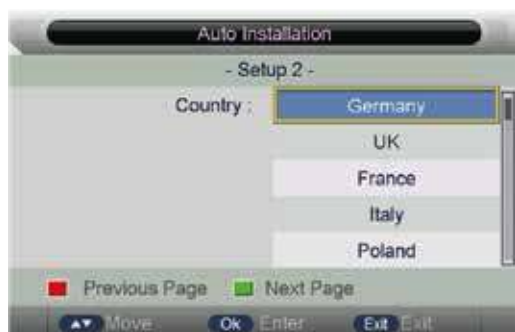 Auto Installation
- Setup 2 -
Country : Germany
UK
France
Italy
Poland
Previous Page Next Page
▲▼ Move Ok Enter Exit Exit